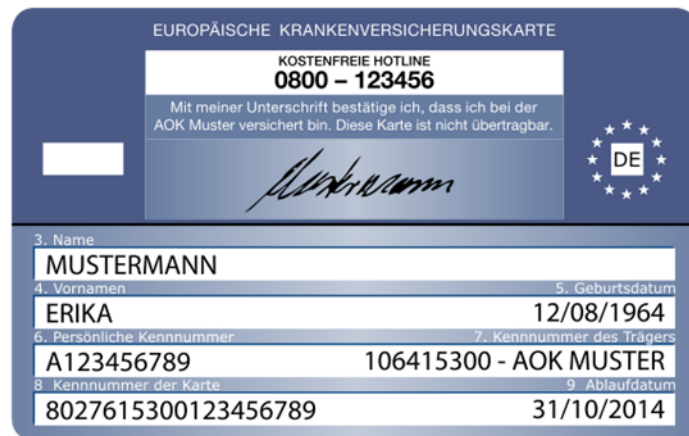 EUROPÄISCHE KRANKENVERSICHERUNGSKARTE
KOSTENFREIE HOTLINE
0800 – 123456
Mit meiner Unterschrift bestätige ich, dass ich bei der
AOK Muster versichert bin. Diese Karte ist nicht übertragbar.
DE
Mustermann
3. Name
MUSTERMANN
4. Vornamen 5. Geburtsdatum
ERIKA 12/08/1964
6. Persönliche Kennnummer 7. Kennnummer des Trägers
A123456789 106415300 - AOK MUSTER
8 Kennnummer der Karte 9 Ablaufdatum
8027615300123456789 31/10/2014